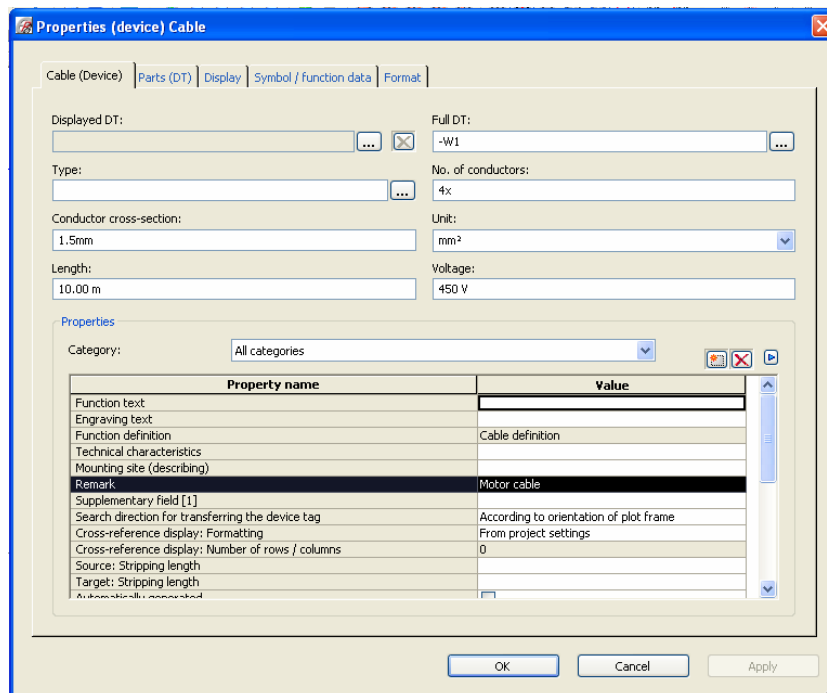 Properties (device) Cable
Cable (Device) Parts (DT) Display Symbol / function data Format
Displayed DT: Full DT:
... -W1 ...
Type: No. of conductors:
... 4x
Conductor cross-section: Unit:
1.5mm mm²
Length: Voltage:
10.00 m 450 V
Properties
Category: All categories
Property name Value
Function text
Engraving text
Function definition Cable definition
Technical characteristics
Mounting site (describing)
Remark Motor cable
Supplementary field [1]
Search direction for transferring the device tag According to orientation of plot frame
Cross-reference display: Formatting From project settings
Cross-reference display: Number of rows / columns 0
Source: Stripping length
Target: Stripping length
Automatically generated
OK Cancel Apply